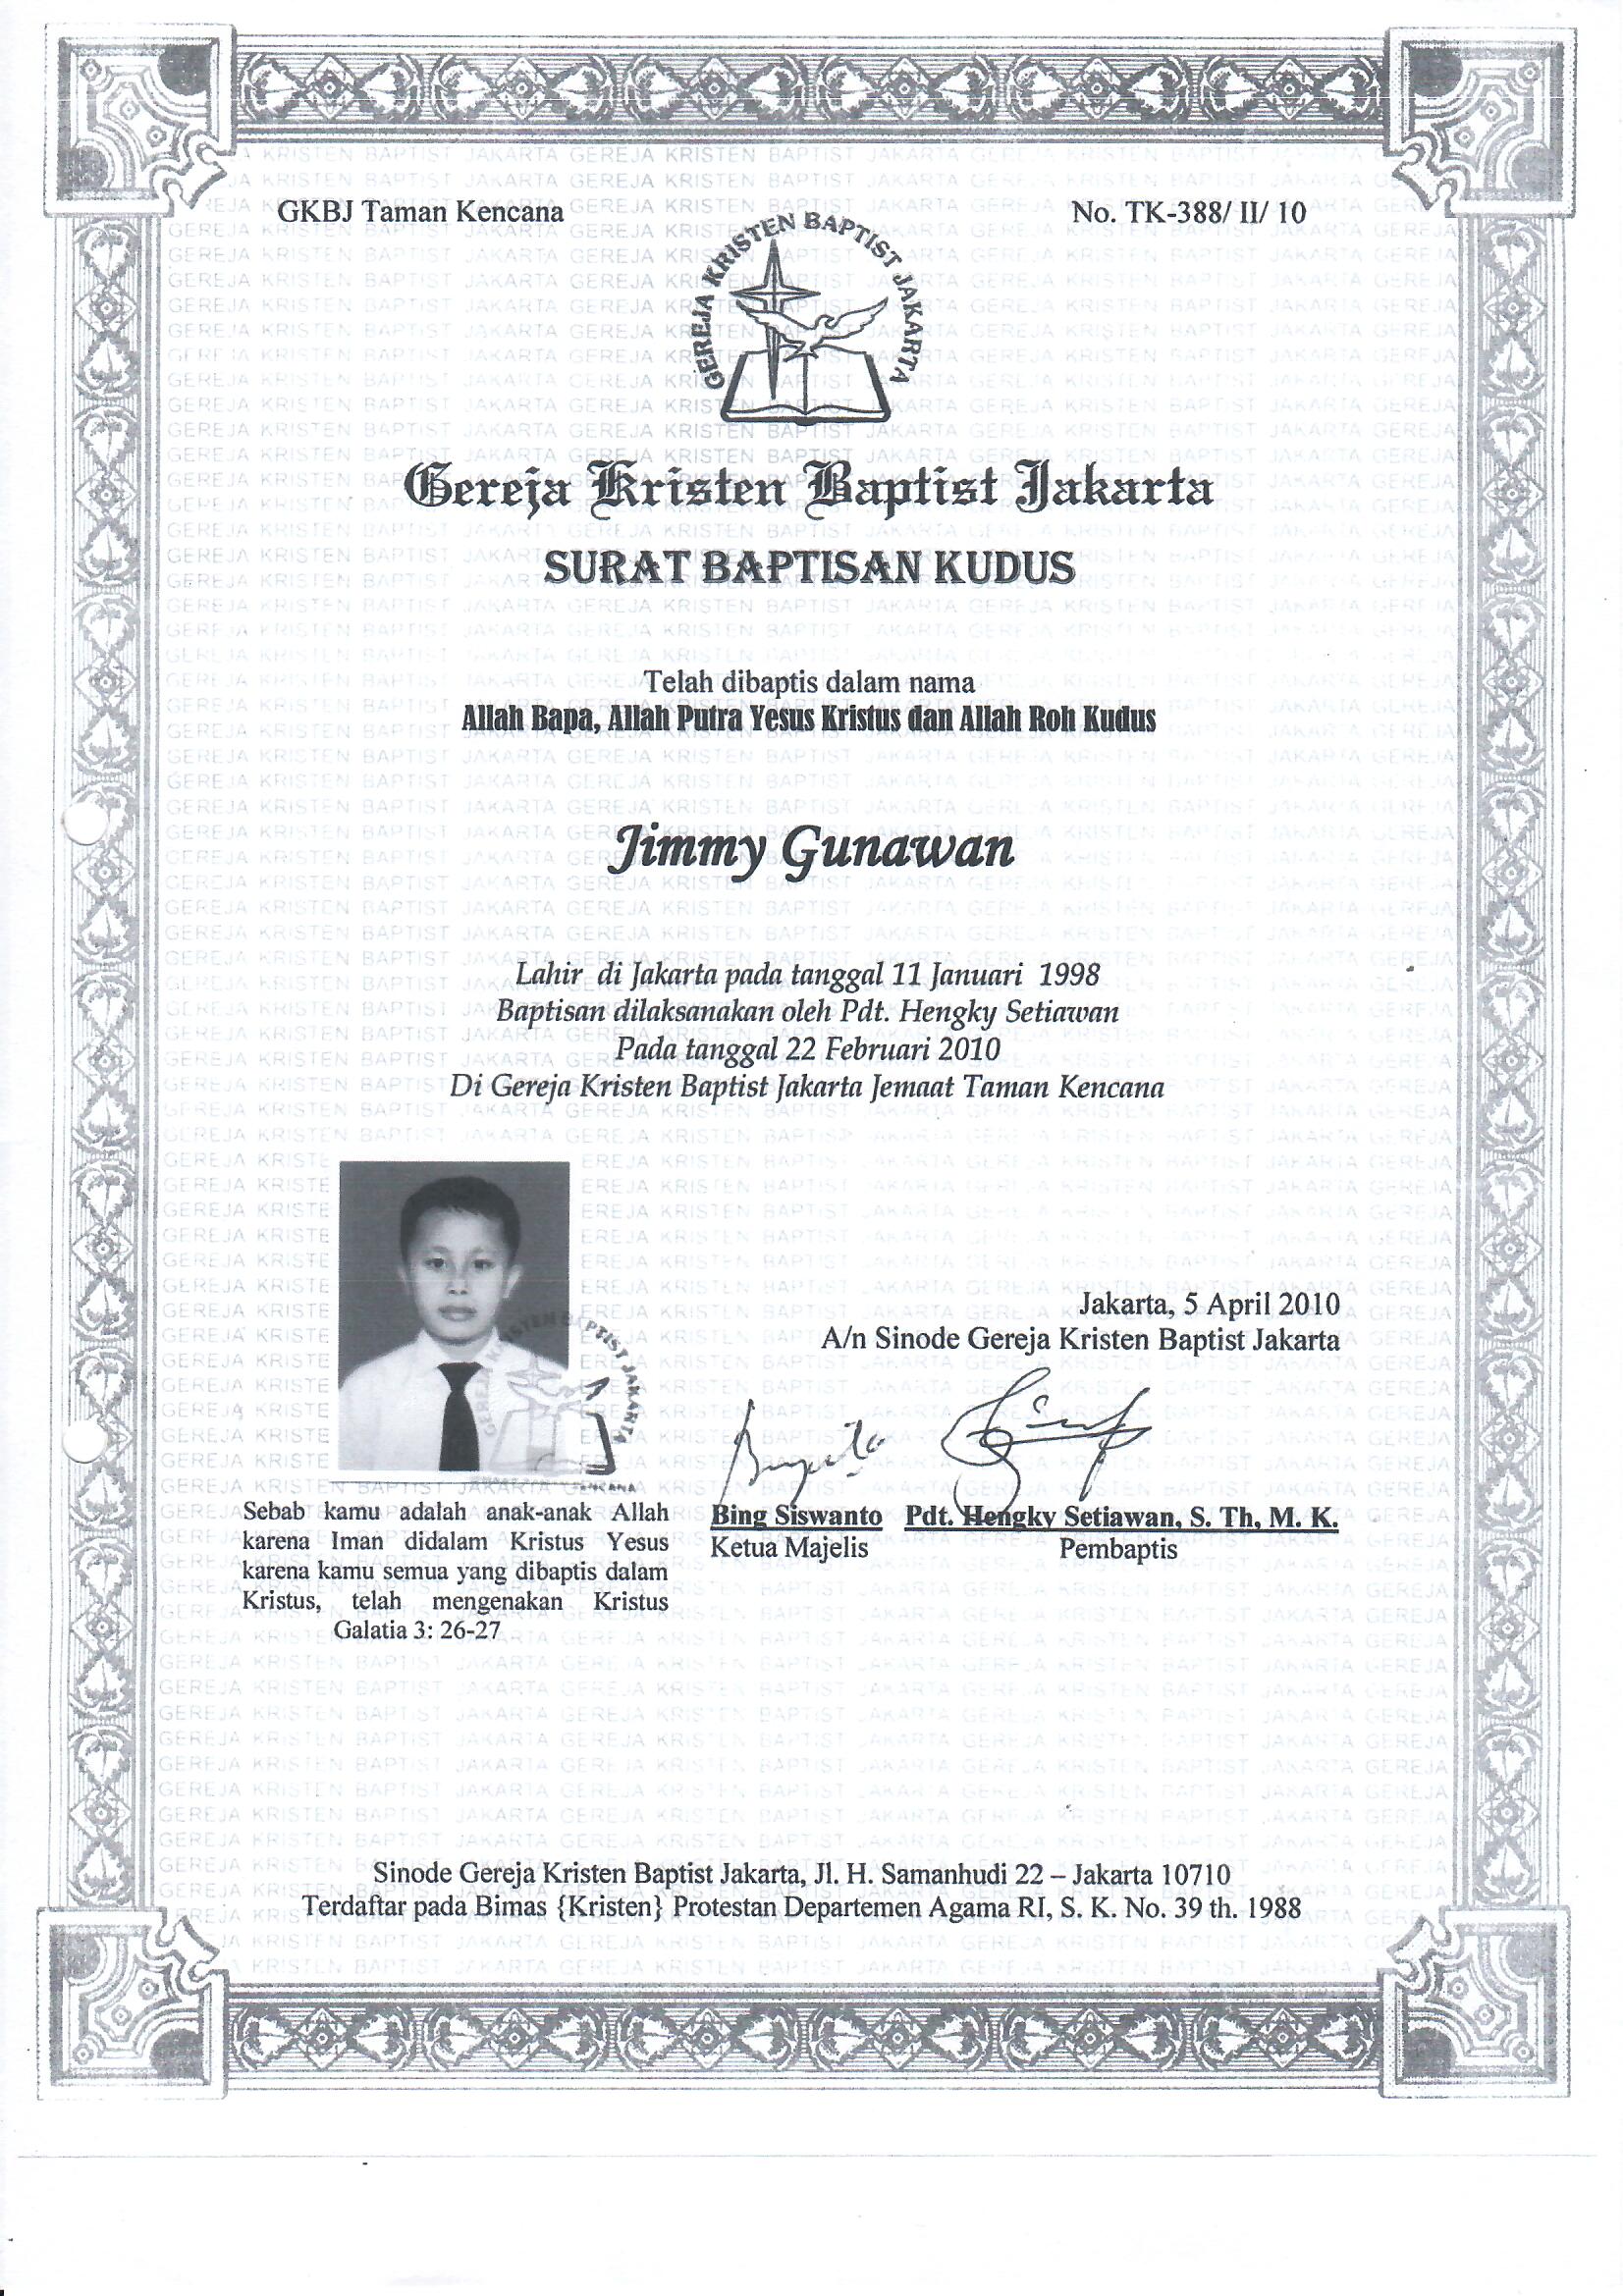 GKBJ Taman Kencana
No. TK-388/ II/ 10
GEREJA KRISTEN BAPTIST JAKARTA
Gereja Kristen Baptist Jakarta
SURAT BAPTISAN KUDUS
Telah dibaptis dalam nama
Allah Bapa, Allah Putra Yesus Kristus dan Allah Roh Kudus
Jimmy Gunawan
Lahir di Jakarta pada tanggal 11 Januari 1998
Baptisan dilaksanakan oleh Pdt. Hengky Setiawan
Pada tanggal 22 Februari 2010
Di Gereja Kristen Baptist Jakarta Jemaat Taman Kencana
Jakarta, 5 April 2010
A/n Sinode Gereja Kristen Baptist Jakarta
Bing Siswanto
Ketua Majelis
Pdt. Hengky Setiawan, S. Th, M. K.
Pembaptis
Sebab kamu adalah anak-anak Allah
karena Iman didalam Kristus Yesus
karena kamu semua yang dibaptis dalam
Kristus, telah mengenakan Kristus
Galatia 3: 26-27
Sinode Gereja Kristen Baptist Jakarta, Jl. H. Samanhudi 22 – Jakarta 10710
Terdaftar pada Bimas {Kristen} Protestan Departemen Agama RI, S. K. No. 39 th. 1988